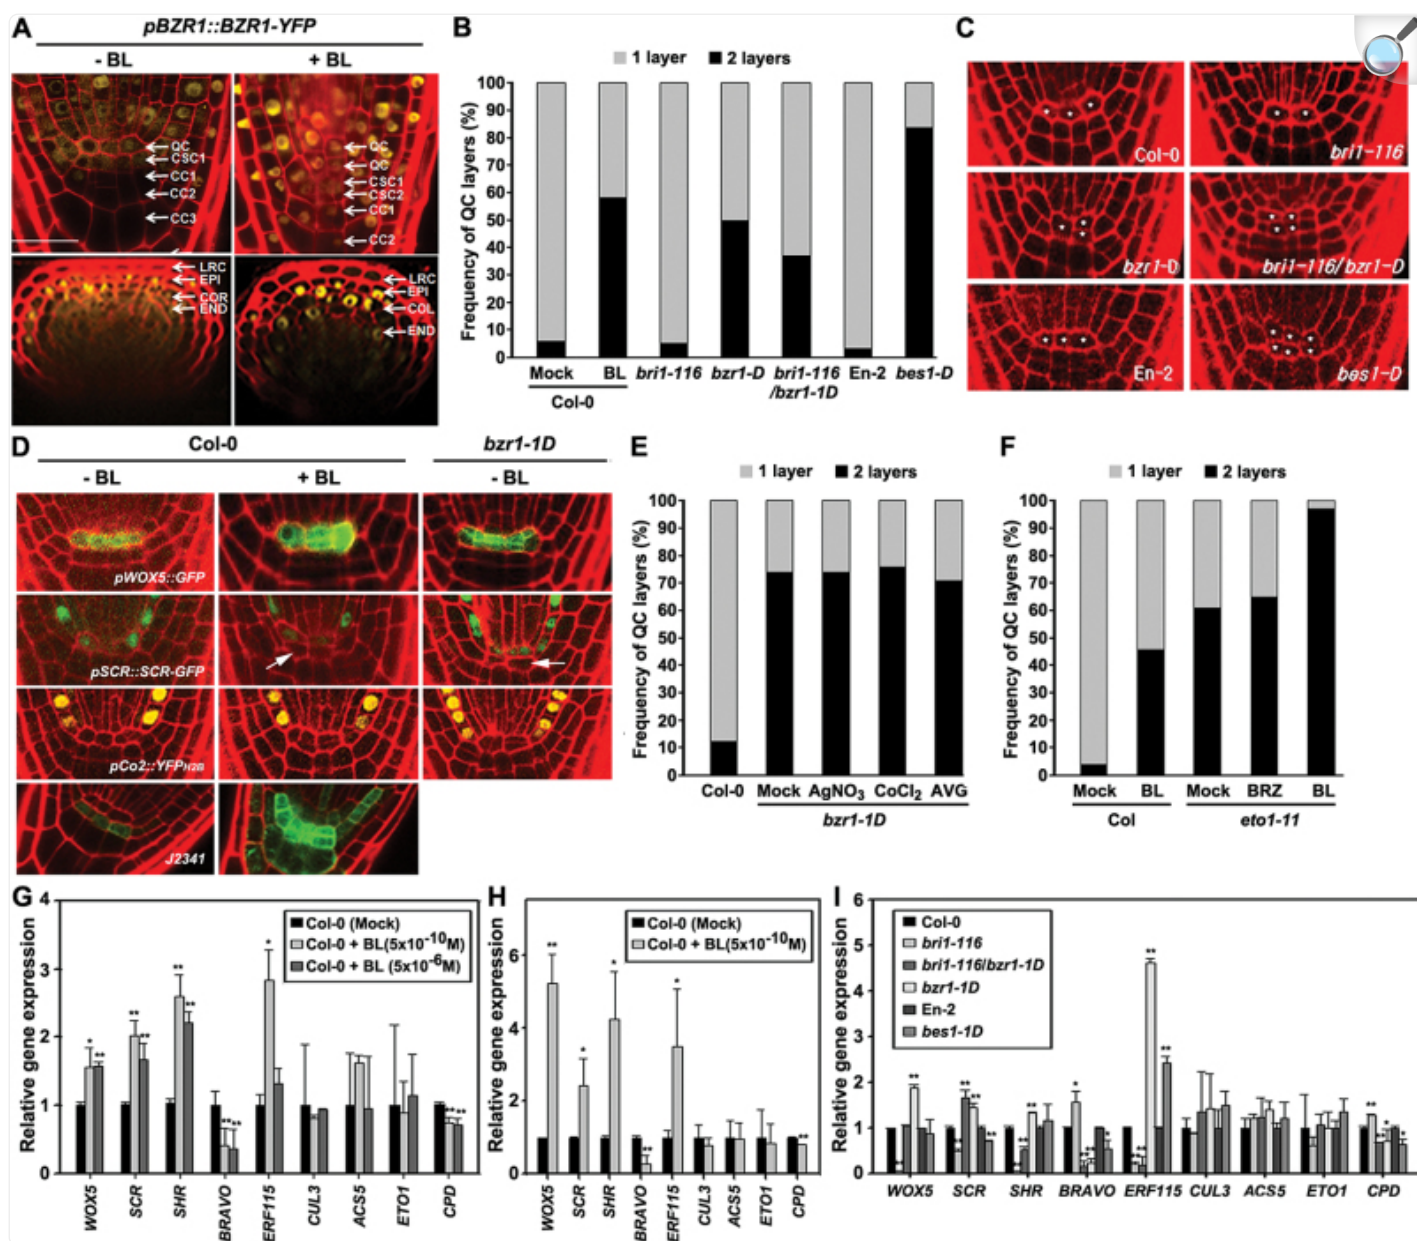 A
pBZR1::BZR1-YFP
- BL
+ BL
QC
CSC1
CC1
CC2
CC3
QC
QC
CSC1
CSC2
CC1
CC2
LRC
EPI
COR
END
LRC
EPI
COL
END
B
1 layer 2 layers
Frequency of QC layers (%)
100
90
80
70
60
50
40
30
20
10
0
Mock BL bri1-116 bzr1-D bri1-116 En-2 bes1-D
/bzr1-1D
Col-0
C
Col-0
bri1-116
bzr1-D
bri1-116/bzr1-D
En-2
bes1-D
D
Col-0
bzr1-1D
- BL
+ BL
- BL
pWOX5::GFP
pSCR::SCR-GFP
pCo2::YFPH2B
J2341
E
1 layer 2 layers
Frequency of QC layers (%)
100
90
80
70
60
50
40
30
20
10
0
Col-0 Mock AgNO3 CoCl2 AVG
bzr1-1D
F
1 layer 2 layers
Frequency of QC layers (%)
100
90
80
70
60
50
40
30
20
10
0
Mock BL Mock BRZ BL
Col eto1-11
G
Relative gene expression
4
3
2
1
0
Col-0 (Mock)
Col-0 + BL(5x10-10M)
Col-0 + BL (5x10-6M)
* ** ** ** ** ** ** ** * ** **
WOX5 SCR SHR BRAVO ERF115 CUL3 ACS5 ETO1 CPD
H
Relative gene expression
6
4
2
0
Col-0 (Mock)
Col-0 + BL(5x10-10M)
** * * ** * **
WOX5 SCR SHR BRAVO ERF115 CUL3 ACS5 ETO1 CPD
I
Relative gene expression
6
5
4
3
2
1
0
Col-0
bri1-116
bri1-116/bzr1-1D
bzr1-1D
En-2
bes1-1D
WOX5 SCR SHR BRAVO ERF115 CUL3 ACS5 ETO1 CPD